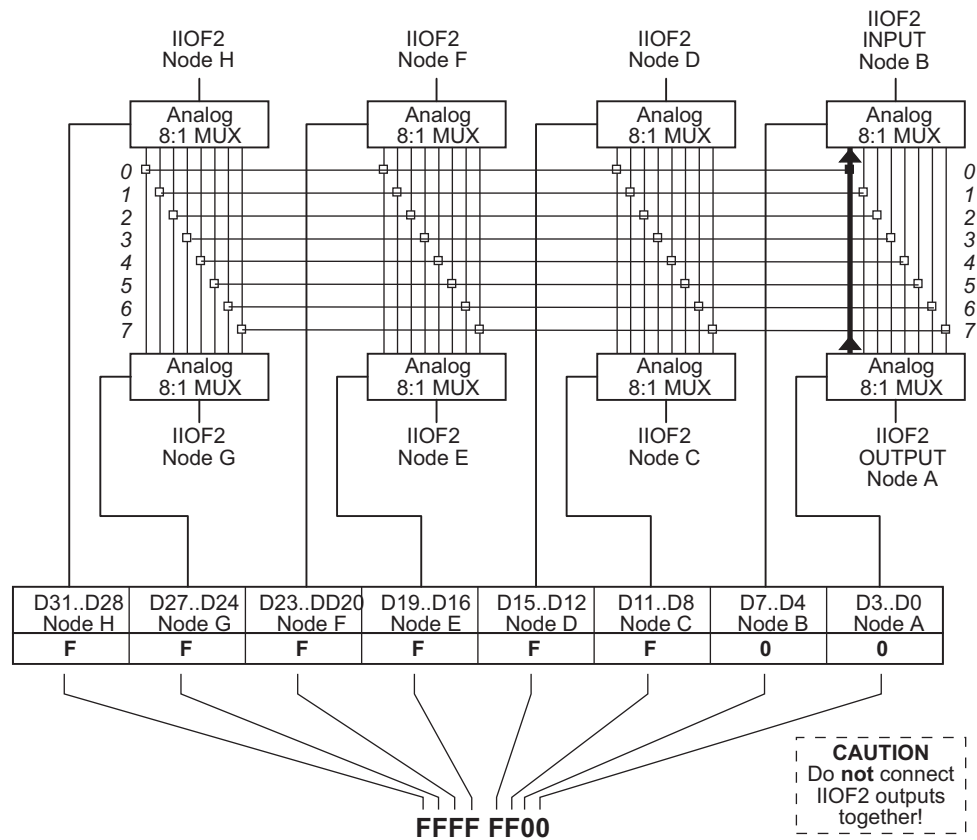 IIOF2 IIOF2 IIOF2 IIOF2
Node H Node F Node D INPUT
Node B
Analog Analog Analog Analog
8:1 MUX 8:1 MUX 8:1 MUX 8:1 MUX
0 0
1 1
2 2
3 3
4 4
5 5
6 6
7 7
Analog Analog Analog Analog
8:1 MUX 8:1 MUX 8:1 MUX 8:1 MUX
IIOF2 IIOF2 IIOF2 IIOF2
Node G Node E Node C OUTPUT
Node A
D31..D28 D27..D24 D23..DD20 D19..D16 D15..D12 D11..D8 D7..D4 D3..D0
Node H Node G Node F Node E Node D Node C Node B Node A
F F F F F F 0 0
CAUTION
Do not connect
IIOF2 outputs
together!
FFFF FF00